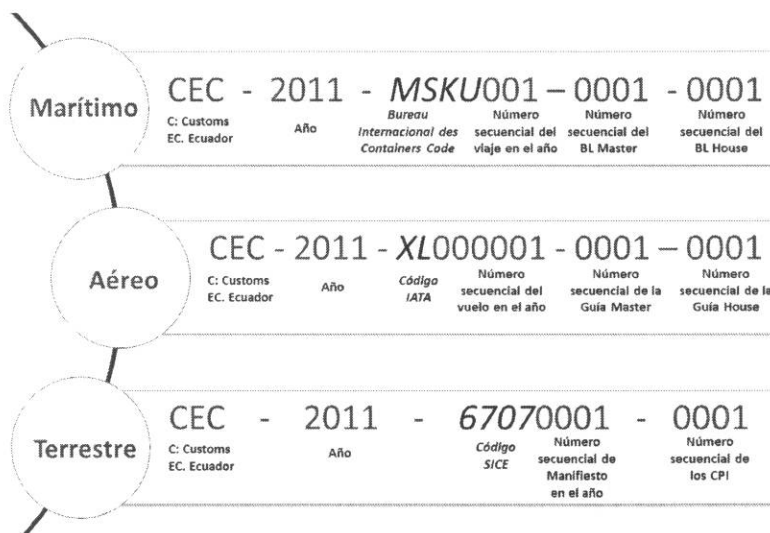 Marítimo
CEC - 2011 - MSKU001 – 0001 - 0001
C: Customs
EC. Ecuador
Año
Bureau
Internacional des
Containers Code
Número
secuencial del
viaje en el año
Número
secuencial del
BL Master
Número
secuencial del
BL House
Aéreo
CEC - 2011 - XL000001 - 0001 – 0001
C: Customs
EC. Ecuador
Año
Código
IATA
Número
secuencial del
vuelo en el año
Número
secuencial de la
Guía Master
Número
secuencial de la
Guía House
Terrestre
CEC - 2011 - 67070001 - 0001
C: Customs
EC. Ecuador
Año
Código
SICE
Número
secuencial de
Manifiesto
en el año
Número
secuencial de
los CPI